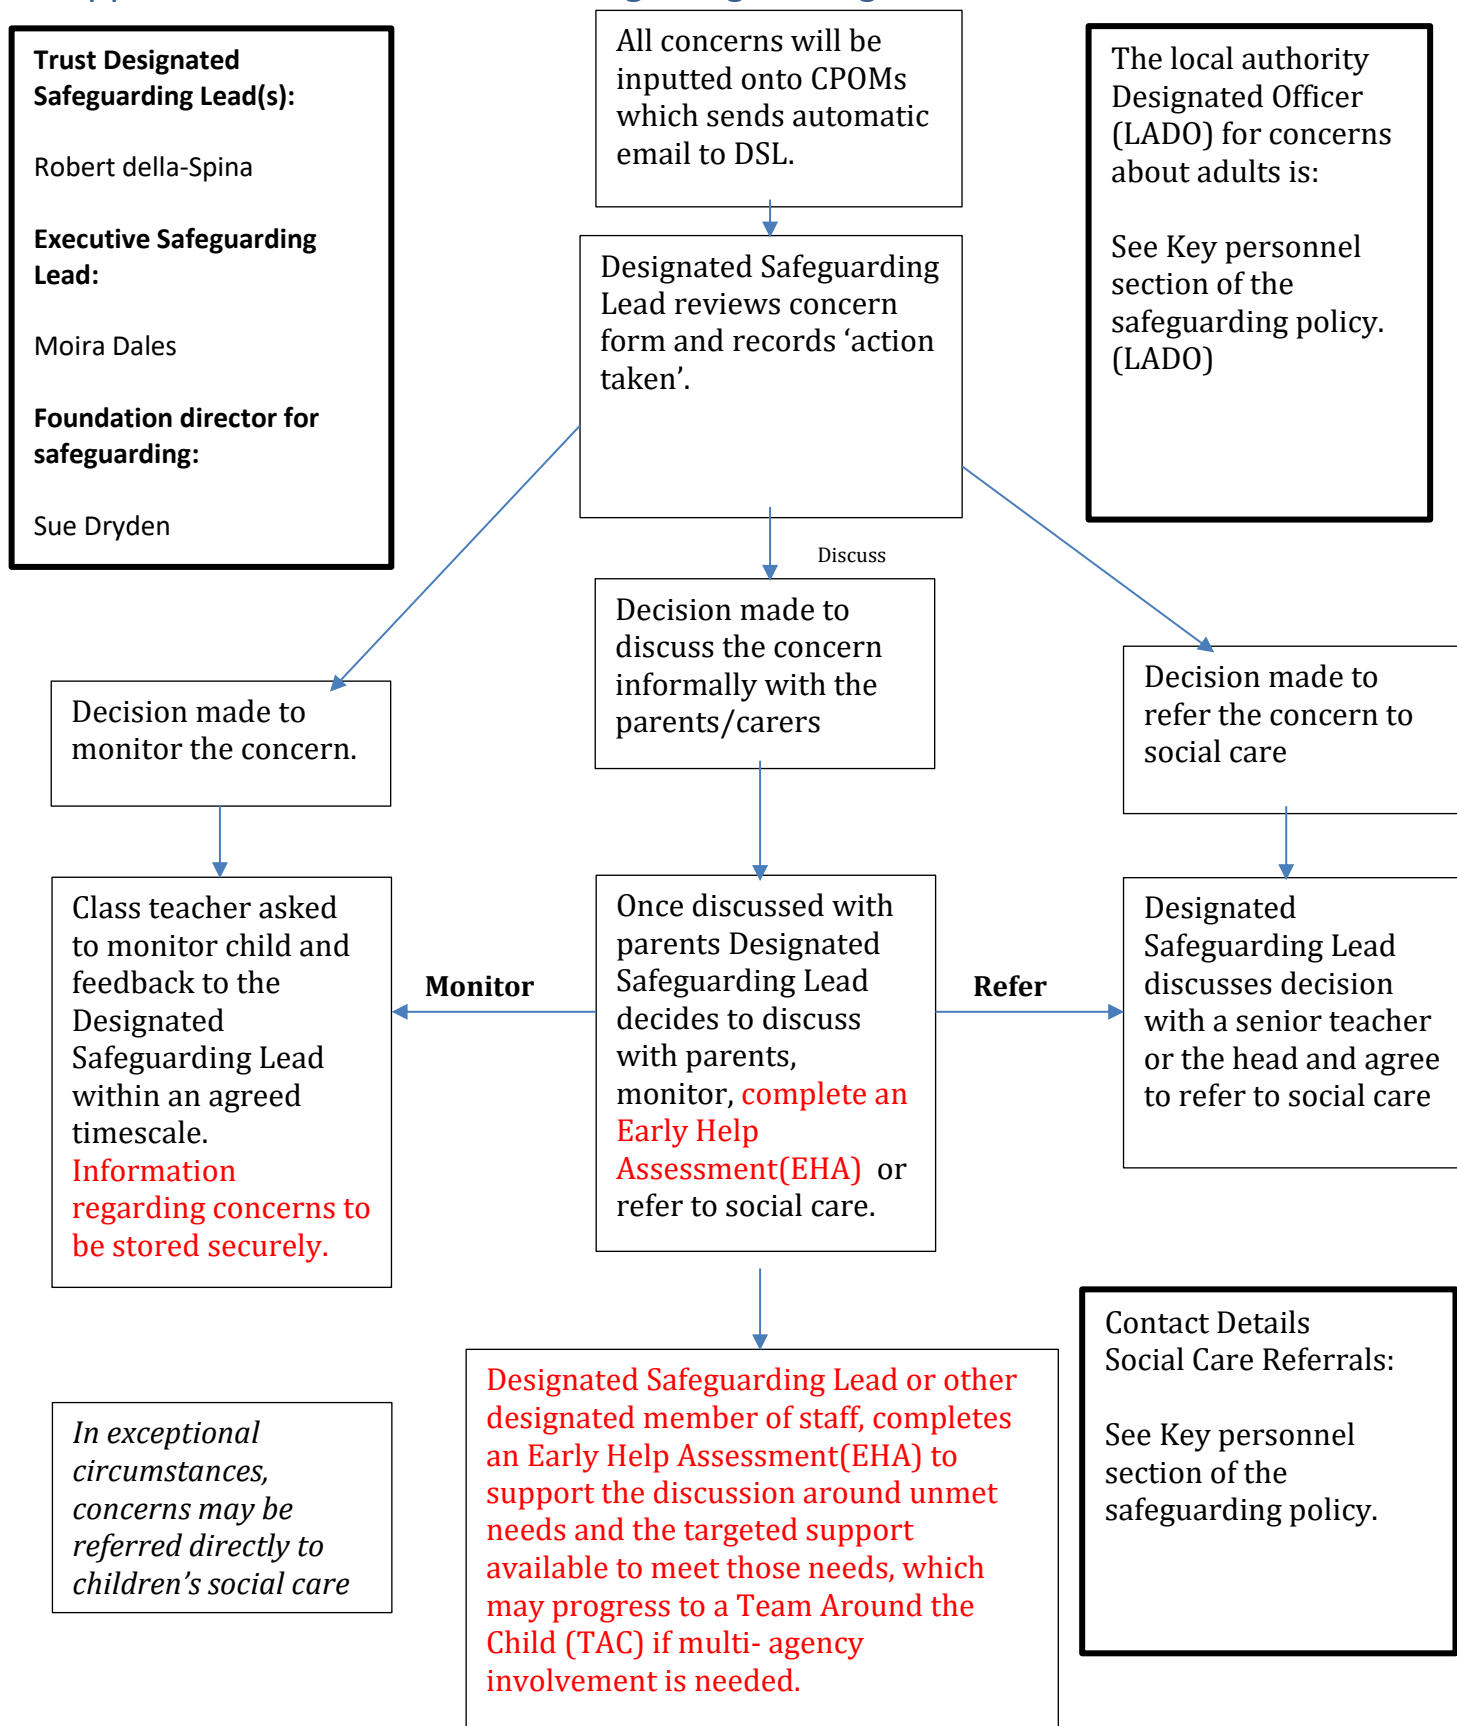 Trust Designated
Safeguarding Lead(s):
Robert della-Spina
Executive Safeguarding
Lead:
Moira Dales
Foundation director for
safeguarding:
Sue Dryden
All concerns will be
inputted onto CPOMs
which sends automatic
email to DSL.
The local authority
Designated Officer
(LADO) for concerns
about adults is:
See Key personnel
section of the
safeguarding policy.
(LADO)
Designated Safeguarding
Lead reviews concern
form and records ‘action
taken’.
Discuss
Decision made to
monitor the concern.
Decision made to
discuss the concern
informally with the
parents/carers
Decision made to
refer the concern to
social care
Class teacher asked
to monitor child and
feedback to the
Designated
Safeguarding Lead
within an agreed
timescale.
Information
regarding concerns to
be stored securely.
Monitor
Once discussed with
parents Designated
Safeguarding Lead
decides to discuss
with parents,
monitor, complete an
Early Help
Assessment(EHA) or
refer to social care.
Refer
Designated
Safeguarding Lead
discusses decision
with a senior teacher
or the head and agree
to refer to social care
In exceptional
circumstances,
concerns may be
referred directly to
children’s social care
Designated Safeguarding Lead or other
designated member of staff, completes
an Early Help Assessment(EHA) to
support the discussion around unmet
needs and the targeted support
available to meet those needs, which
may progress to a Team Around the
Child (TAC) if multi- agency
involvement is needed.
Contact Details
Social Care Referrals:
See Key personnel
section of the
safeguarding policy.